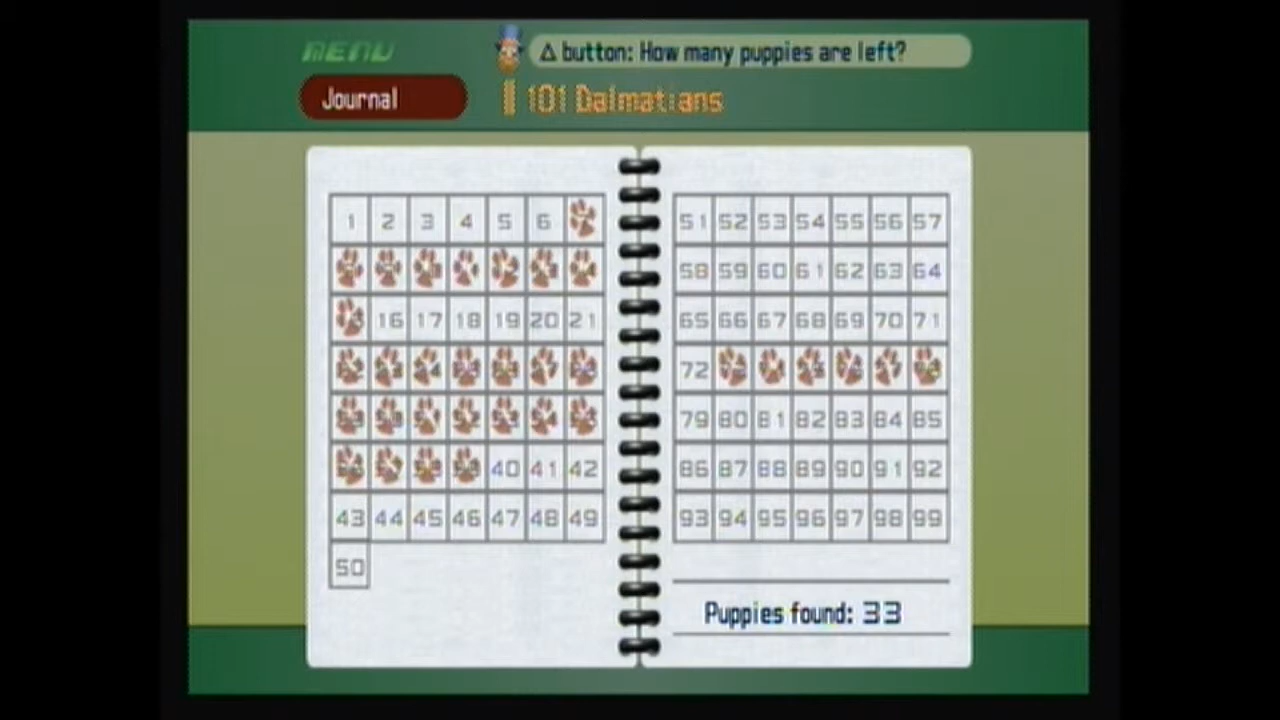 MENU
Δ button: How many puppies are left?
Journal
101 Dalmatians
1 2 3 4 5 6
16 17 18 19 20 21
40 41 42
43 44 45 46 47 48 49
50
51 52 53 54 55 56 57
58 59 60 61 62 63 64
65 66 67 68 69 70 71
72
79 80 81 82 83 84 85
86 87 88 89 90 91 92
93 94 95 96 97 98 99
Puppies found: 33